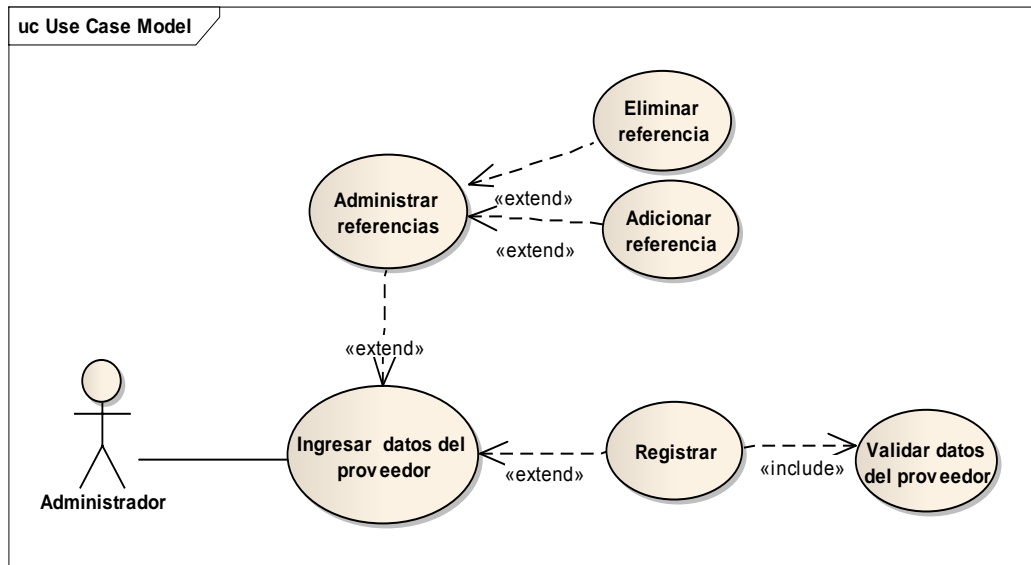 uc Use Case Model
Eliminar
referencia
Administrar
referencias
«extend»
Adicionar
referencia
«extend»
«extend»
Ingresar datos del
proveedor
Registrar
Validar datos
del proveedor
«extend»
«include»
Administrador